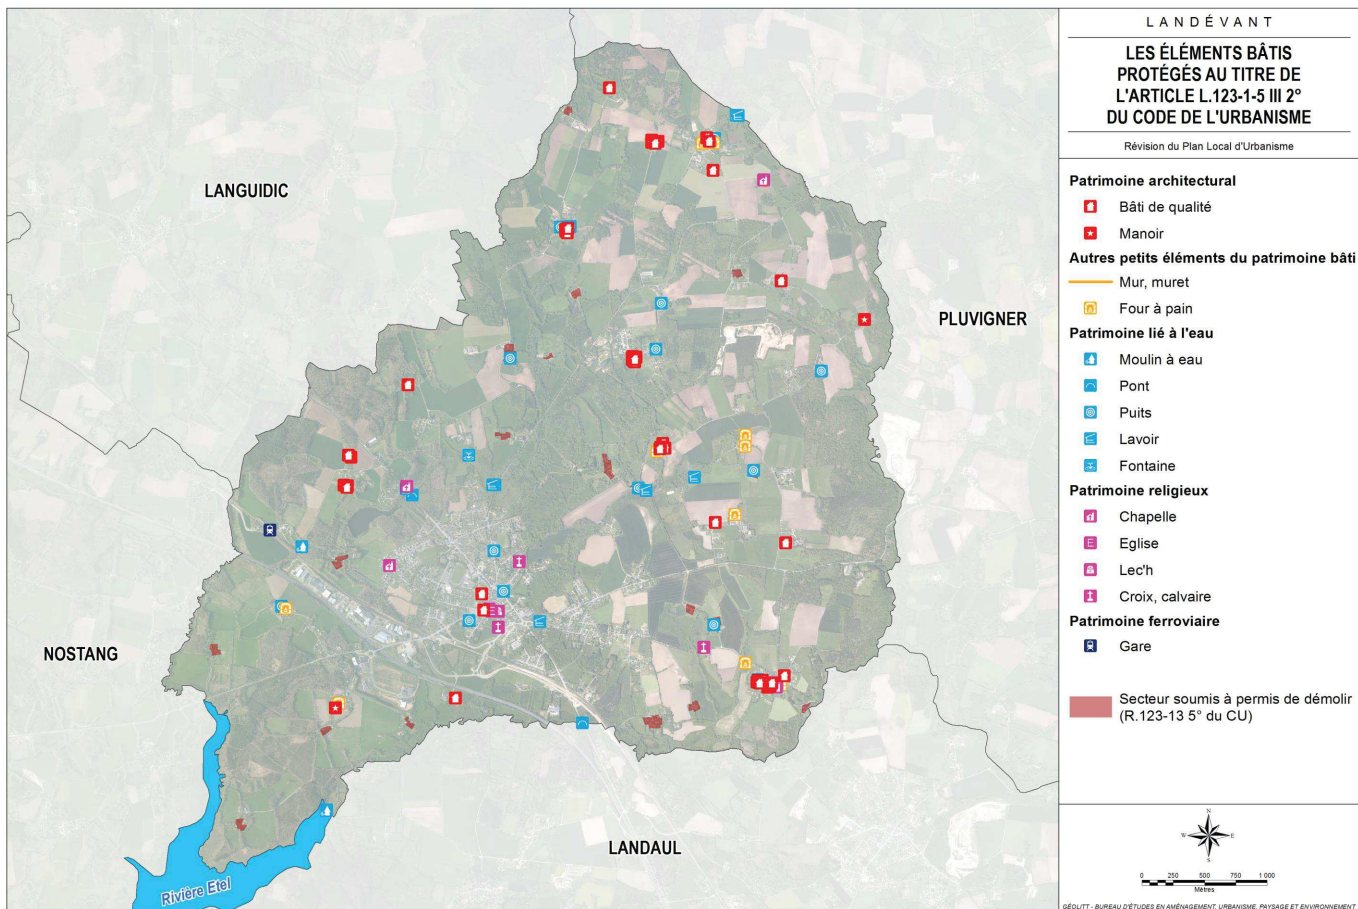 LANDÉVANT
LES ÉLÉMENTS BÂTIS
PROTÉGÉS AU TITRE DE
L'ARTICLE L.123-1-5 III 2°
DU CODE DE L'URBANISME
Révision du Plan Local d'Urbanisme
Patrimoine architectural
Bâti de qualité
Manoir
Autres petits éléments du patrimoine bâti
Mur, muret
Four à pain
Patrimoine lié à l'eau
Moulin à eau
Pont
Puits
Lavoir
Fontaine
Patrimoine religieux
Chapelle
Eglise
Lec'h
Croix, calvaire
Patrimoine ferroviaire
Gare
Secteur soumis à permis de démolir
(R.123-13 5° du CU)
N
W E
S
0 250 500 750 1 000
Mètres
GÉOLITT - BUREAU D'ÉTUDES EN AMÉNAGEMENT, URBANISME, PAYSAGE ET ENVIRONNEMENT
LANGUIDIC
PLUVIGNER
NOSTANG
LANDAUL
Rivière Etel